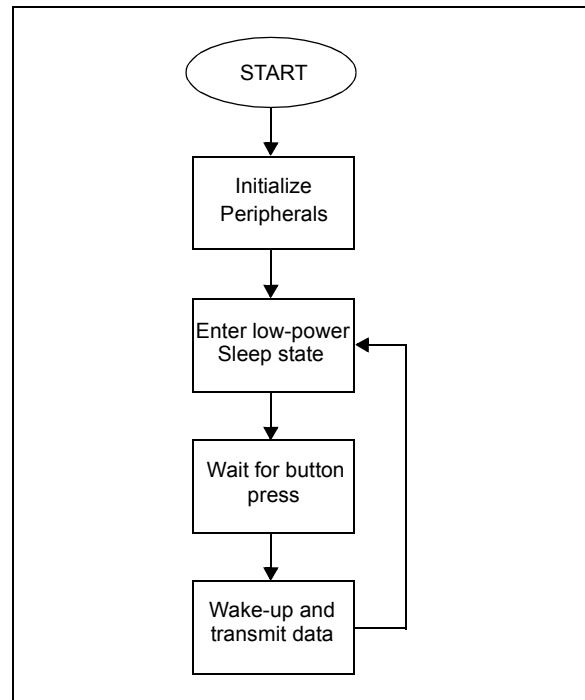 START
Initialize
Peripherals
Enter low-power
Sleep state
Wait for button
press
Wake-up and
transmit data